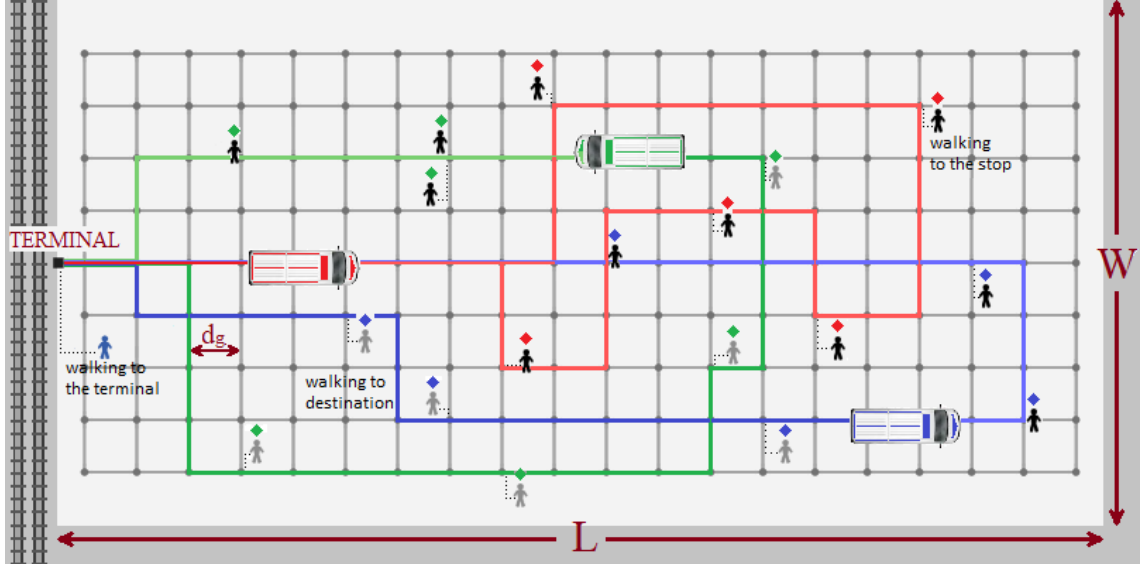 walking
to the stop
TERMINAL
W
dg
walking to
the terminal
walking to
destination
L